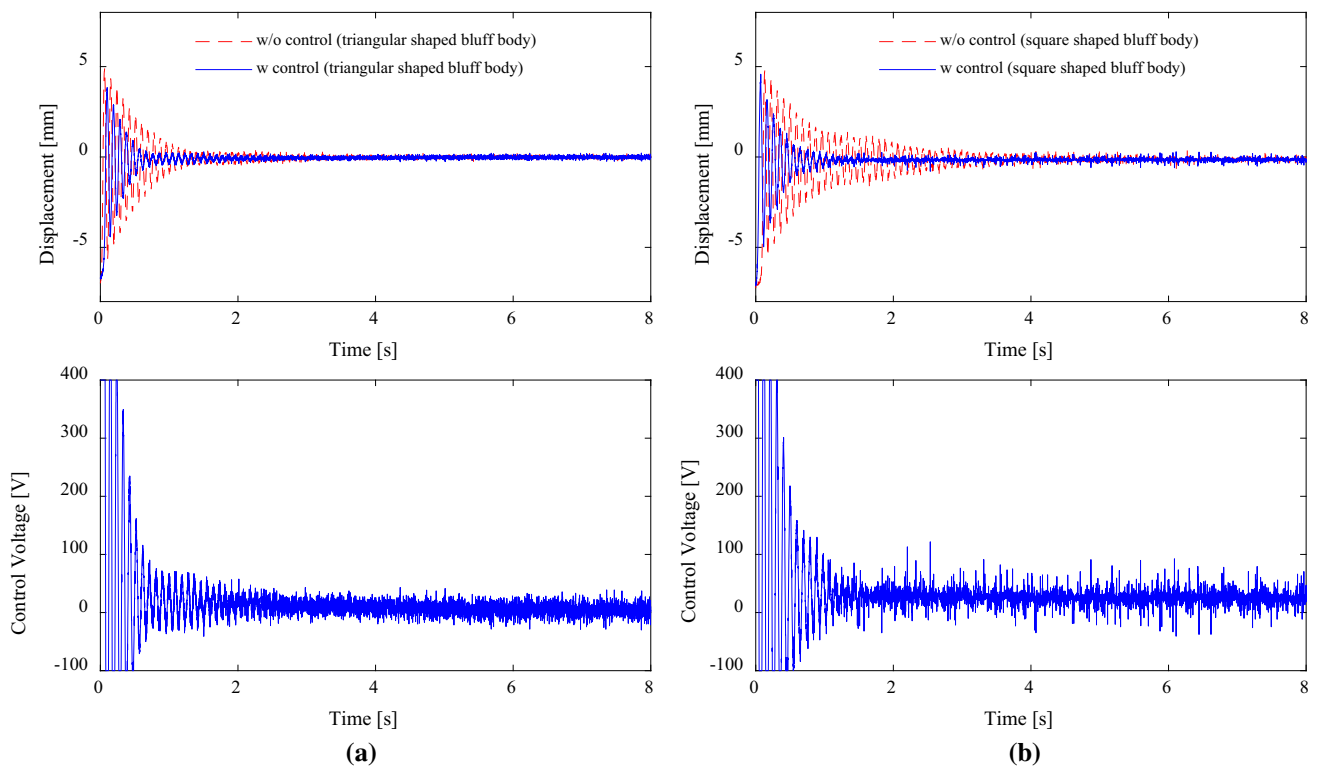 w/o control (triangular shaped bluff body)
w control (triangular shaped bluff body)
5
0
-5
Displacement [mm]
0 2 4 6 8
Time [s]
w/o control (square shaped bluff body)
w control (square shaped bluff body)
5
0
-5
Displacement [mm]
0 2 4 6 8
Time [s]
400
300
200
100
0
-100
Control Voltage [V]
0 2 4 6 8
Time [s]
(a)
400
300
200
100
0
-100
Control Voltage [V]
0 2 4 6 8
Time [s]
(b)